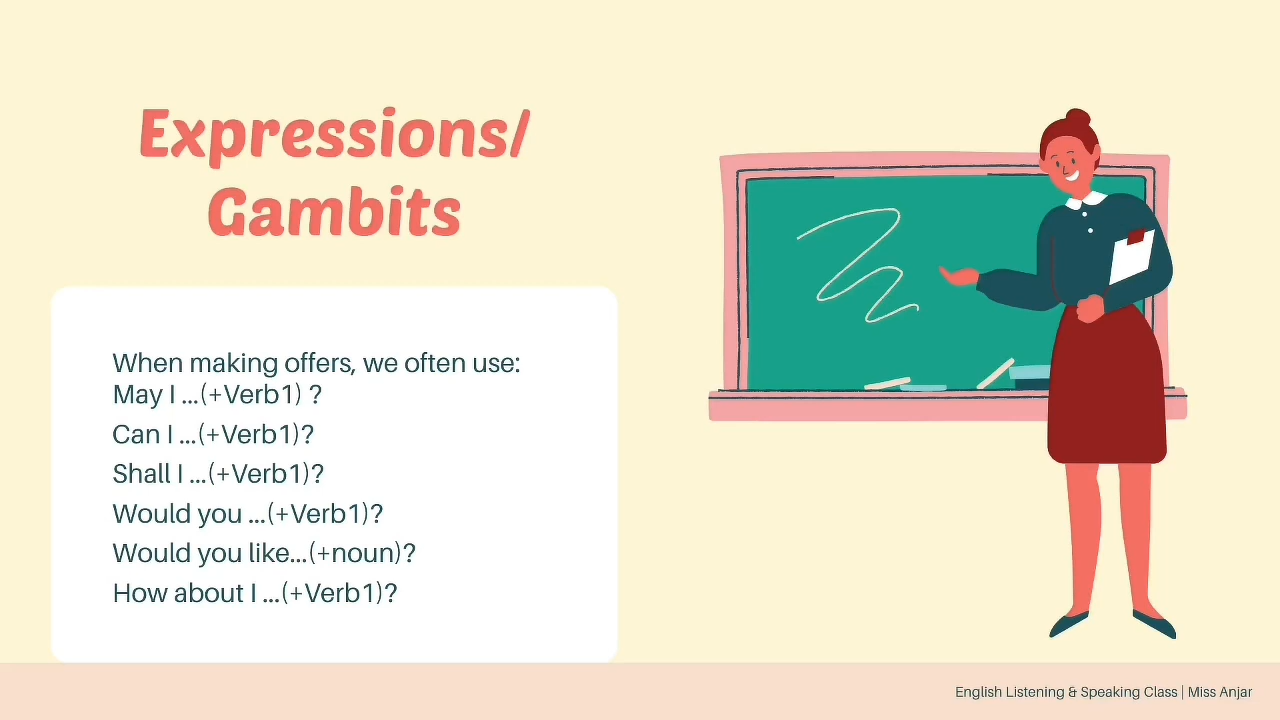 Expressions/
Gambits
When making offers, we often use:
May I ...(+Verb1) ?
Can I ...(+Verb1)?
Shall I ...(+Verb1)?
Would you ...(+Verb1)?
Would you like...(+noun)?
How about I ...(+Verb1)?
English Listening & Speaking Class | Miss Anjar